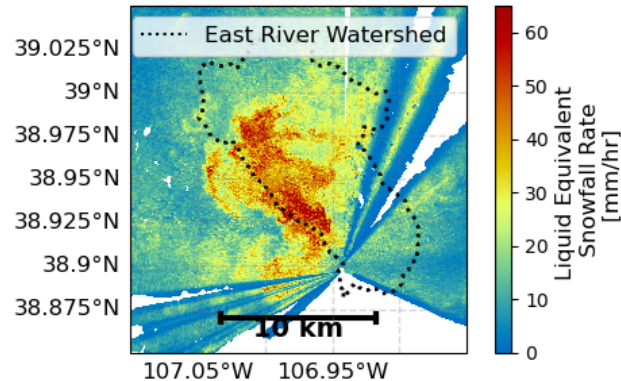 East River Watershed
39.025°N
39°N
38.975°N
38.95°N
38.925°N
38.9°N
38.875°N
10 km
107.05°W 106.95°W
60
50
40
30
20
10
0
Liquid Equivalent
Snowfall Rate
[mm/hr]